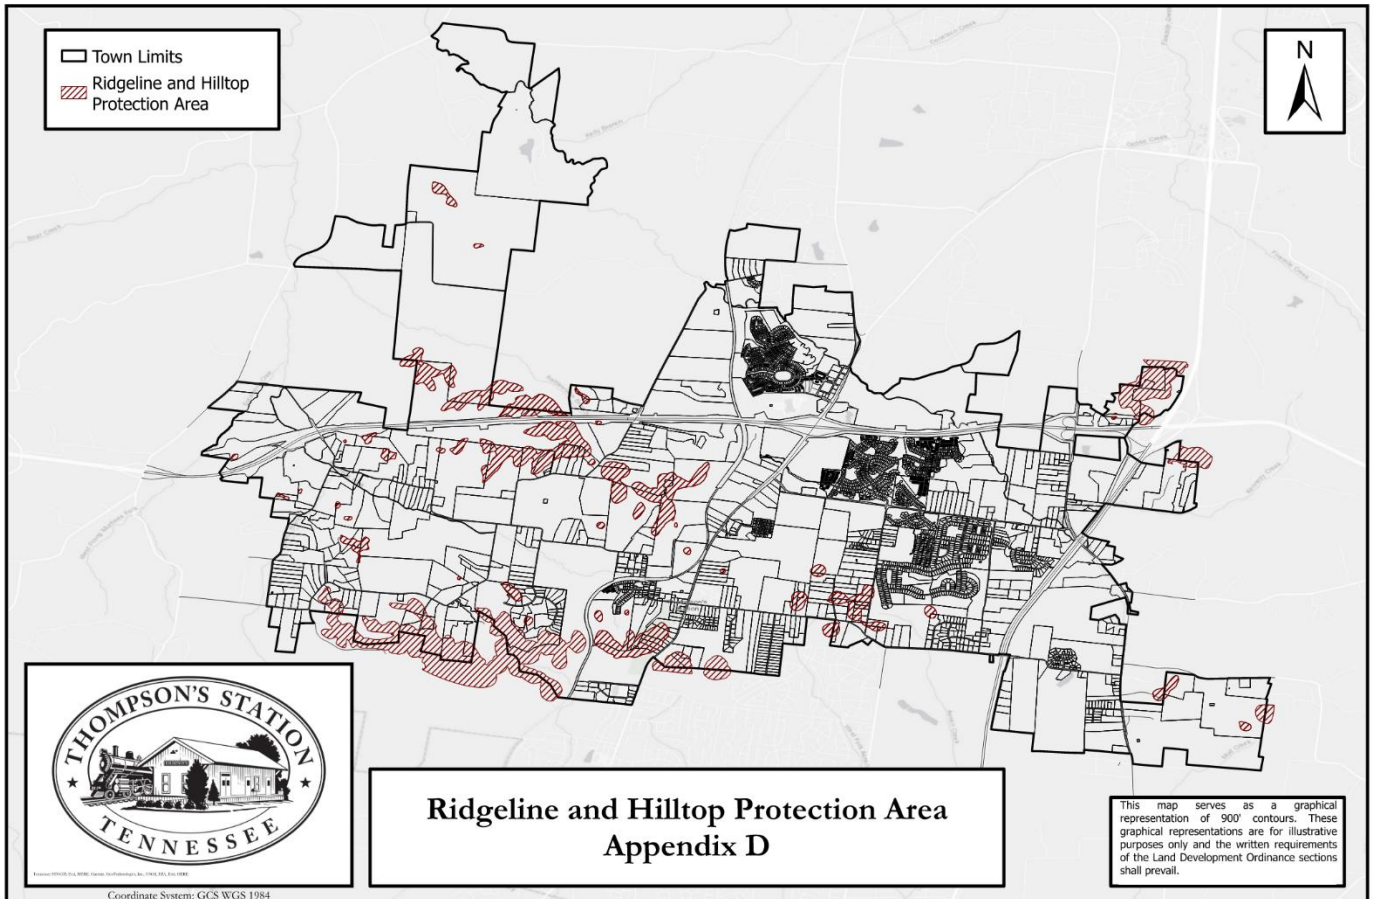 Town Limits
Ridgeline and Hilltop
Protection Area
N
THOMPSON'S STATION
TENNESSEE
Ridgeline and Hilltop Protection Area
Appendix D
This map serves as a graphical
representation of 900' contours. These
graphical representations are for illustrative
purposes only and the written requirements
of the Land Development Ordinance sections
shall prevail.
Coordinate System: GCS WGS 1984